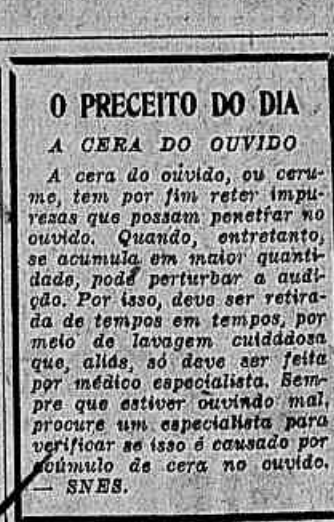 O PRECEITO DO DIA
A CERA DO OUVIDO
A cera do oúvido, ou ceru-
me, tem por fim reter impu-
rezas que possam penetrar no
ouvido. Quando, entretanto,
se acumula em maior quanti-
dade, pode perturbar a audi-
ção. Por isso, deve ser retira-
da de tempos em tempos, por
meio de lavagem cuidddosa
que, aliás, só deve ser feita
por médico especialista. Sem-
pre que estiver ouvindo mal,
procure um especialista para
verificar se isso é causado por
acúmulo de cera no ouvido.
— SNES.